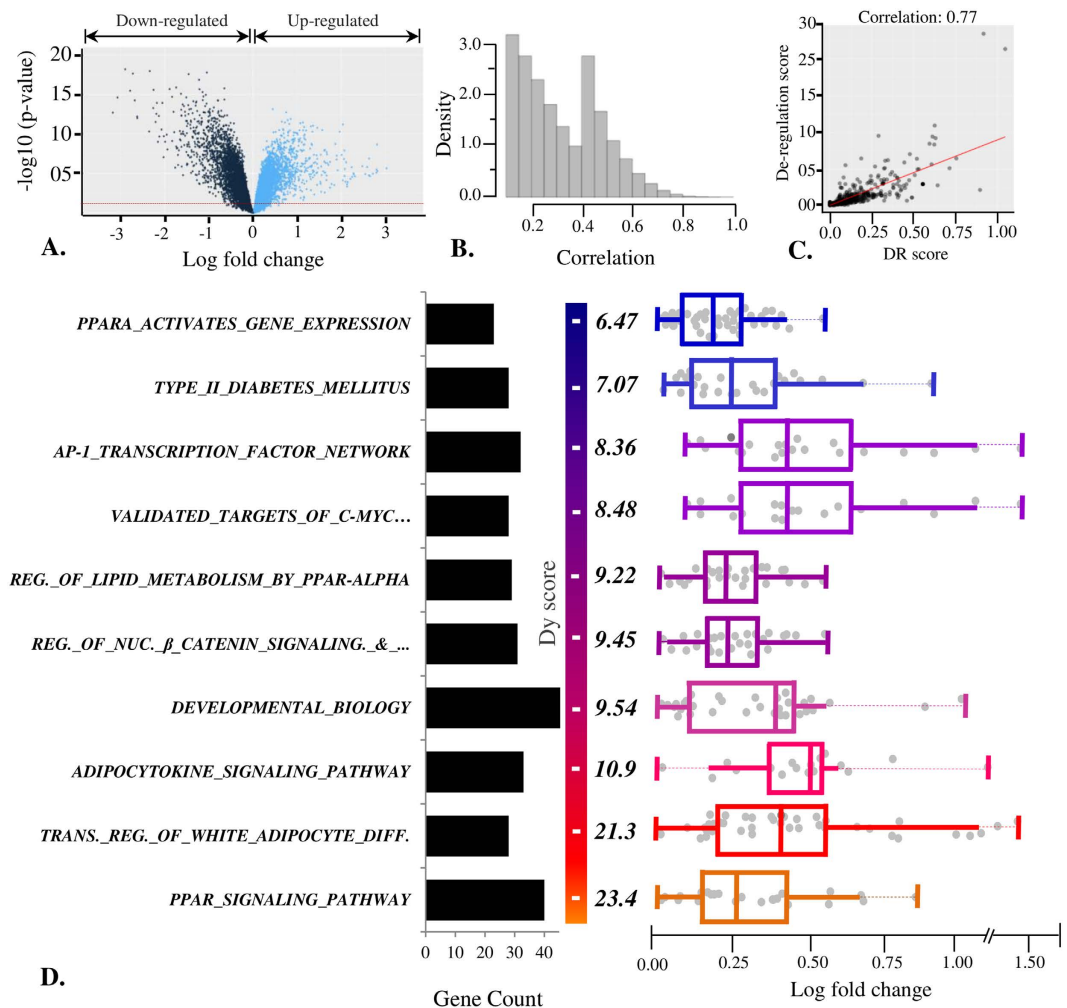 Down-regulated Up-regulated
20
15
10
05
-log10 (p-value)
-3 -2 -1 0 1 2 3
Log fold change
A.
3.0
2.0
1.0
0.0
Density
0.2 0.4 0.6 0.8 1.0
Correlation
B.
Correlation: 0.77
30
25
15
10
05
00
De-regulation score
0.0 0.25 0.75 1.00
DR score
C.
PPARA_ACTIVATES_GENE_EXPRESSION 6.47
TYPE_II_DIABETES_MELLITUS 7.07
AP-1_TRANSCRIPTION_FACTOR_NETWORK 8.36
VALIDATED_TARGETS_OF_C-MYC... 8.48
REG._OF_LIPID_METABOLISM_BY_PPAR-ALPHA 9.22
REG._OF_NUC._β_CATENIN_SIGNALING._&_... 9.45
DEVELOPMENTAL_BIOLOGY 9.54
ADIPOCYTOKINE_SIGNALING_PATHWAY 10.9
TRANS._REG._OF_WHITE_ADIPOCYTE_DIFF. 21.3
PPAR_SIGNALING_PATHWAY 23.4
Dy score
0 10 20 30 40
Gene Count
0.00 0.25 0.50 0.75 1.00 1.50
Log fold change
D.